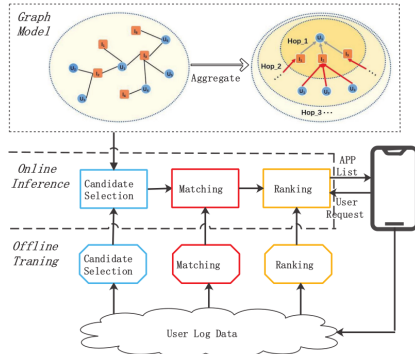 Graph
Model
Aggregate
Hop_1
Hop_2
Hop_3 ···
Online
Inference
Candidate
Selection
Matching
Ranking
APP
List
User
Request
Offline
Traning
Candidate
Selection
Matching
Ranking
User Log Data